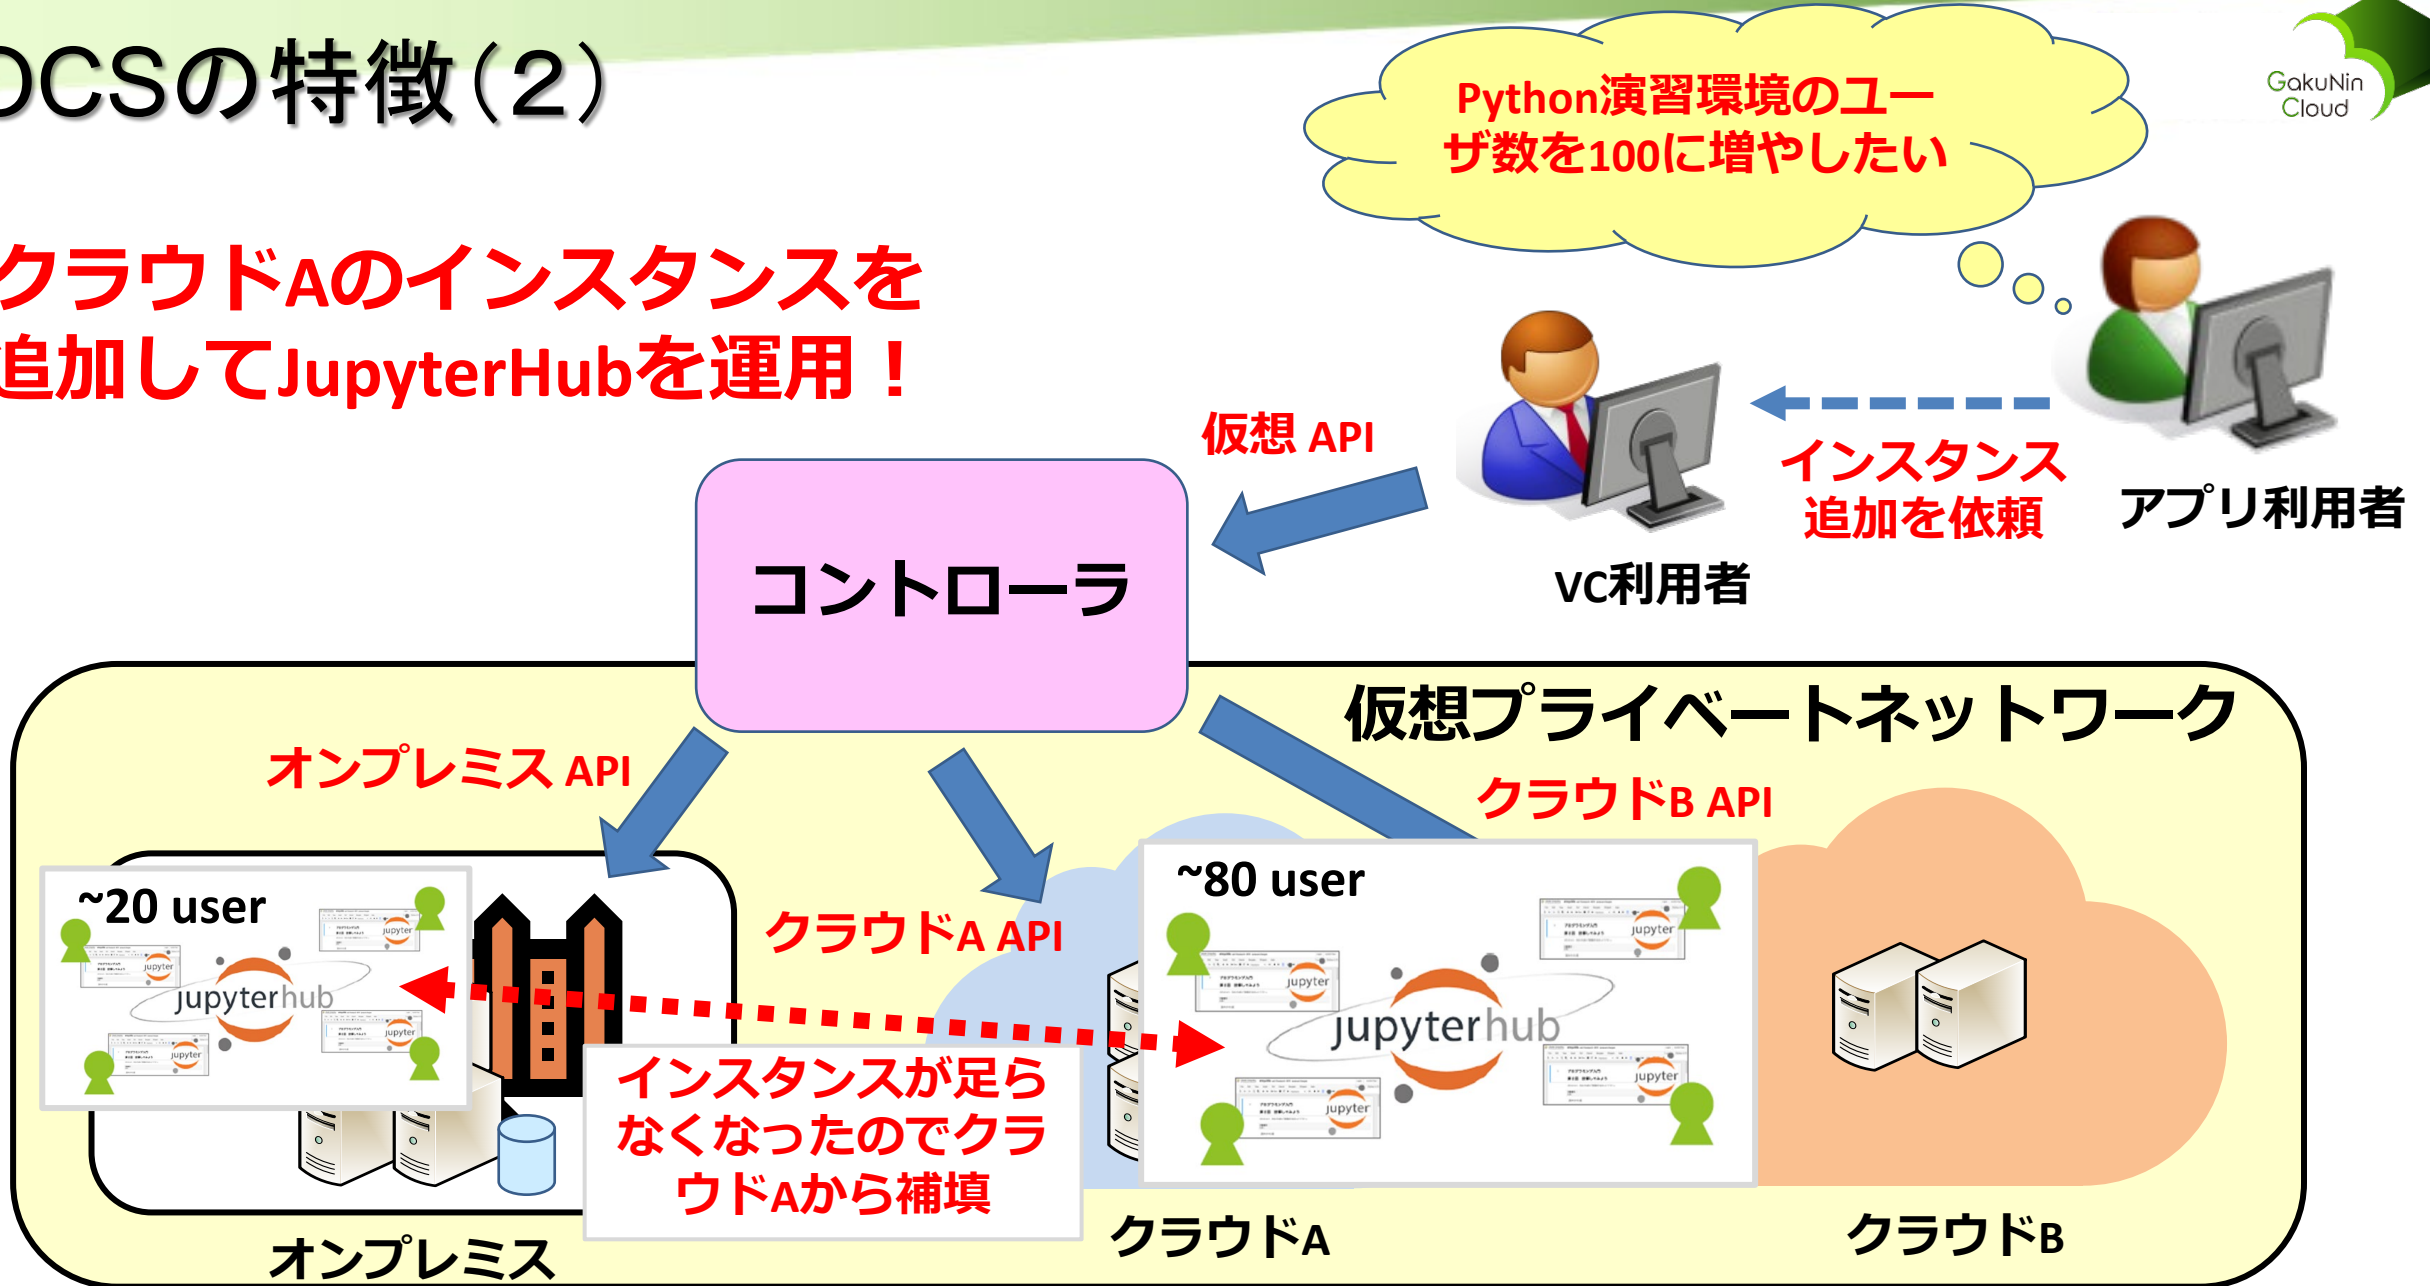 OCSの特徴（２）
GakuNin
Cloud
Python演習環境のユー
ザ数を100に増やしたい
クラウドAのインスタンスを
追加してJupyterHubを運用！
仮想 API
インスタンス
追加を依頼
アプリ利用者
VC利用者
コントローラ
仮想プライベートネットワーク
オンプレミス API
クラウドB API
クラウドA API
~20 user
jupyterhub
jupyter
jupyter
jupyter
jupyter
~80 user
jupyterhub
jupyter
jupyter
jupyter
jupyter
インスタンスが足ら
なくなったのでクラ
ウドAから補填
オンプレミス
クラウドA
クラウドB